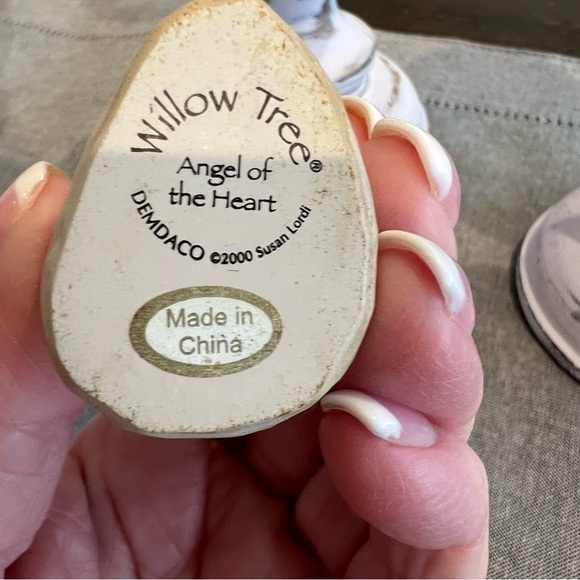 Willow Tree®
Angel of
the Heart
DEMDACO ©2000 Susan Lordi
Made in
China